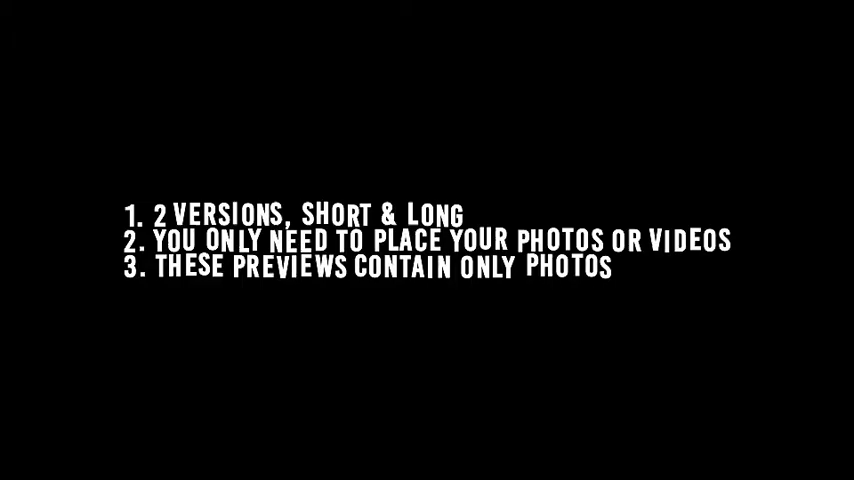 1. 2 VERSIONS, SHORT & LONG
2. YOU ONLY NEED TO PLACE YOUR PHOTOS OR VIDEOS
3. THESE PREVIEWS CONTAIN ONLY PHOTOS